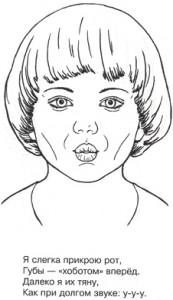 Я слегка прикрою рот,
Губы — «хоботом» вперёд.
Далеко я их тяну,
Как при долгом звуке: у-у-у.